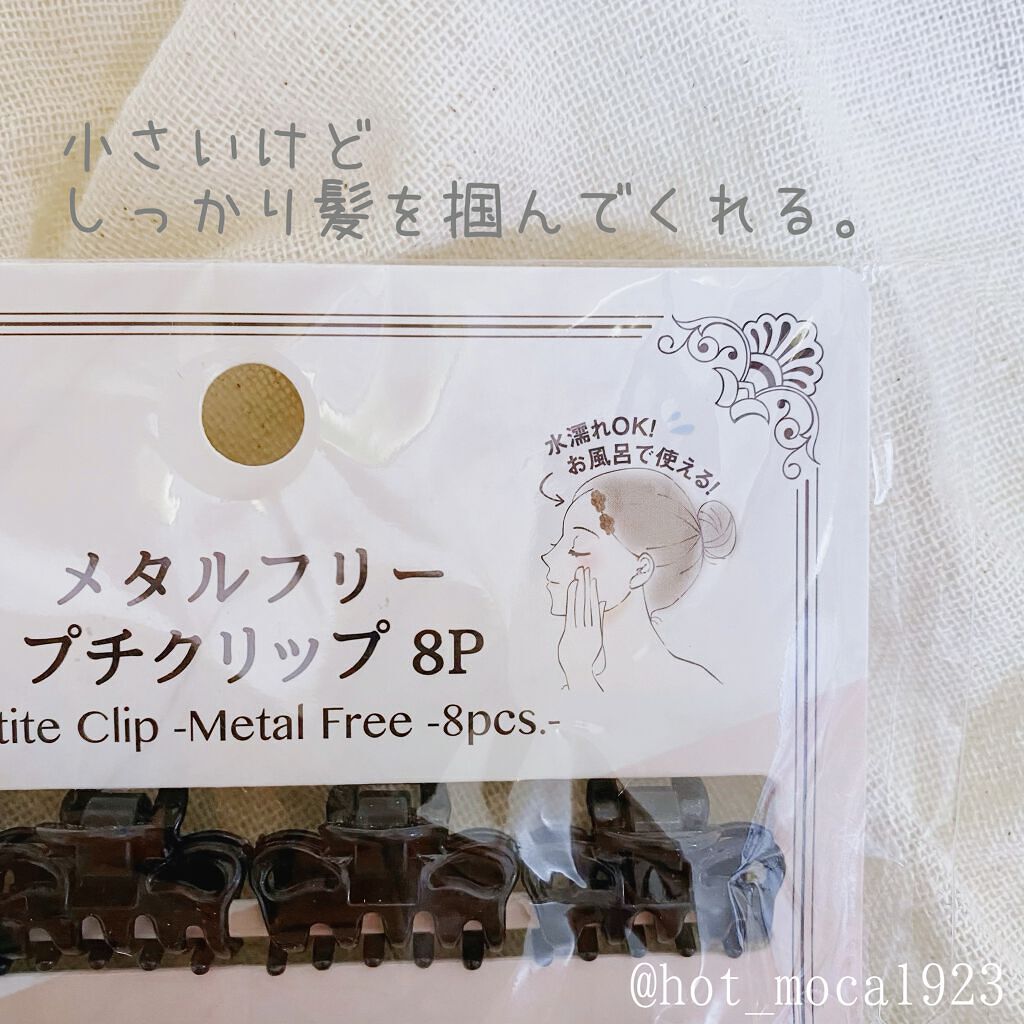 小さいけど
しっかり髪を掴んでくれる。
水濡れOK!
お風呂で使える!
メタルフリー
プチクリップ 8P
tite Clip -Metal Free -8pcs.-
@hot_moca1923